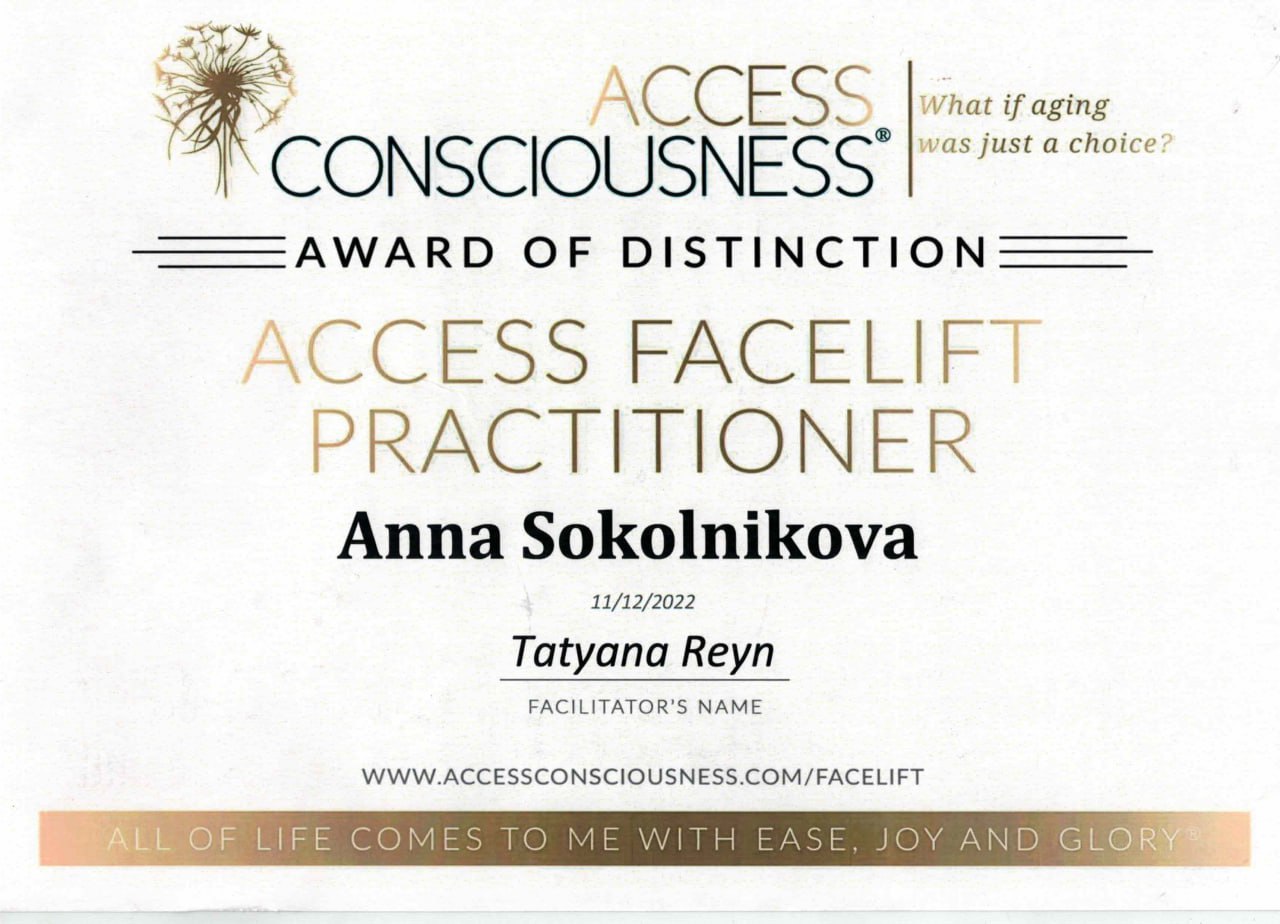 ACCESS
CONSCIOUSNESS®
What if aging
was just a choice?
AWARD OF DISTINCTION
ACCESS FACELIFT
PRACTITIONER
Anna Sokolnikova
11/12/2022
Tatyana Reyn
FACILITATOR'S NAME
WWW.ACCESSCONSCIOUSNESS.COM/FACELIFT
ALL OF LIFE COMES TO ME WITH EASE, JOY AND GLORY®